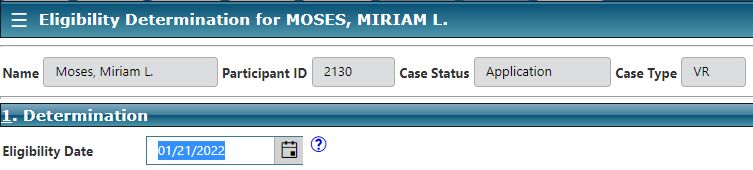 ☰ Eligibility Determination for MOSES, MIRIAM L.
Name Moses, Miriam L. Participant ID 2130 Case Status Application Case Type VR
1. Determination
Eligibility Date 01/21/2022 ?